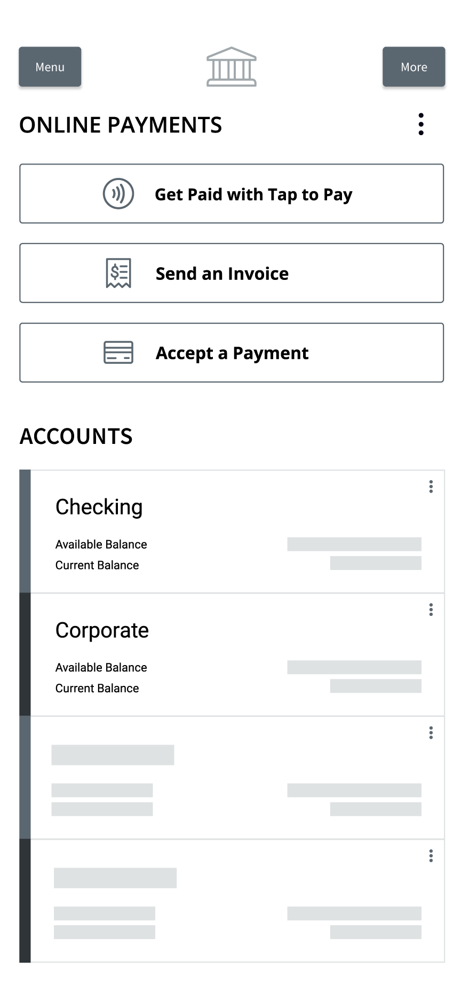 Menu
More
ONLINE PAYMENTS
Get Paid with Tap to Pay
$
Send an Invoice
Accept a Payment
ACCOUNTS
Checking
Available Balance
Current Balance
Corporate
Available Balance
Current Balance